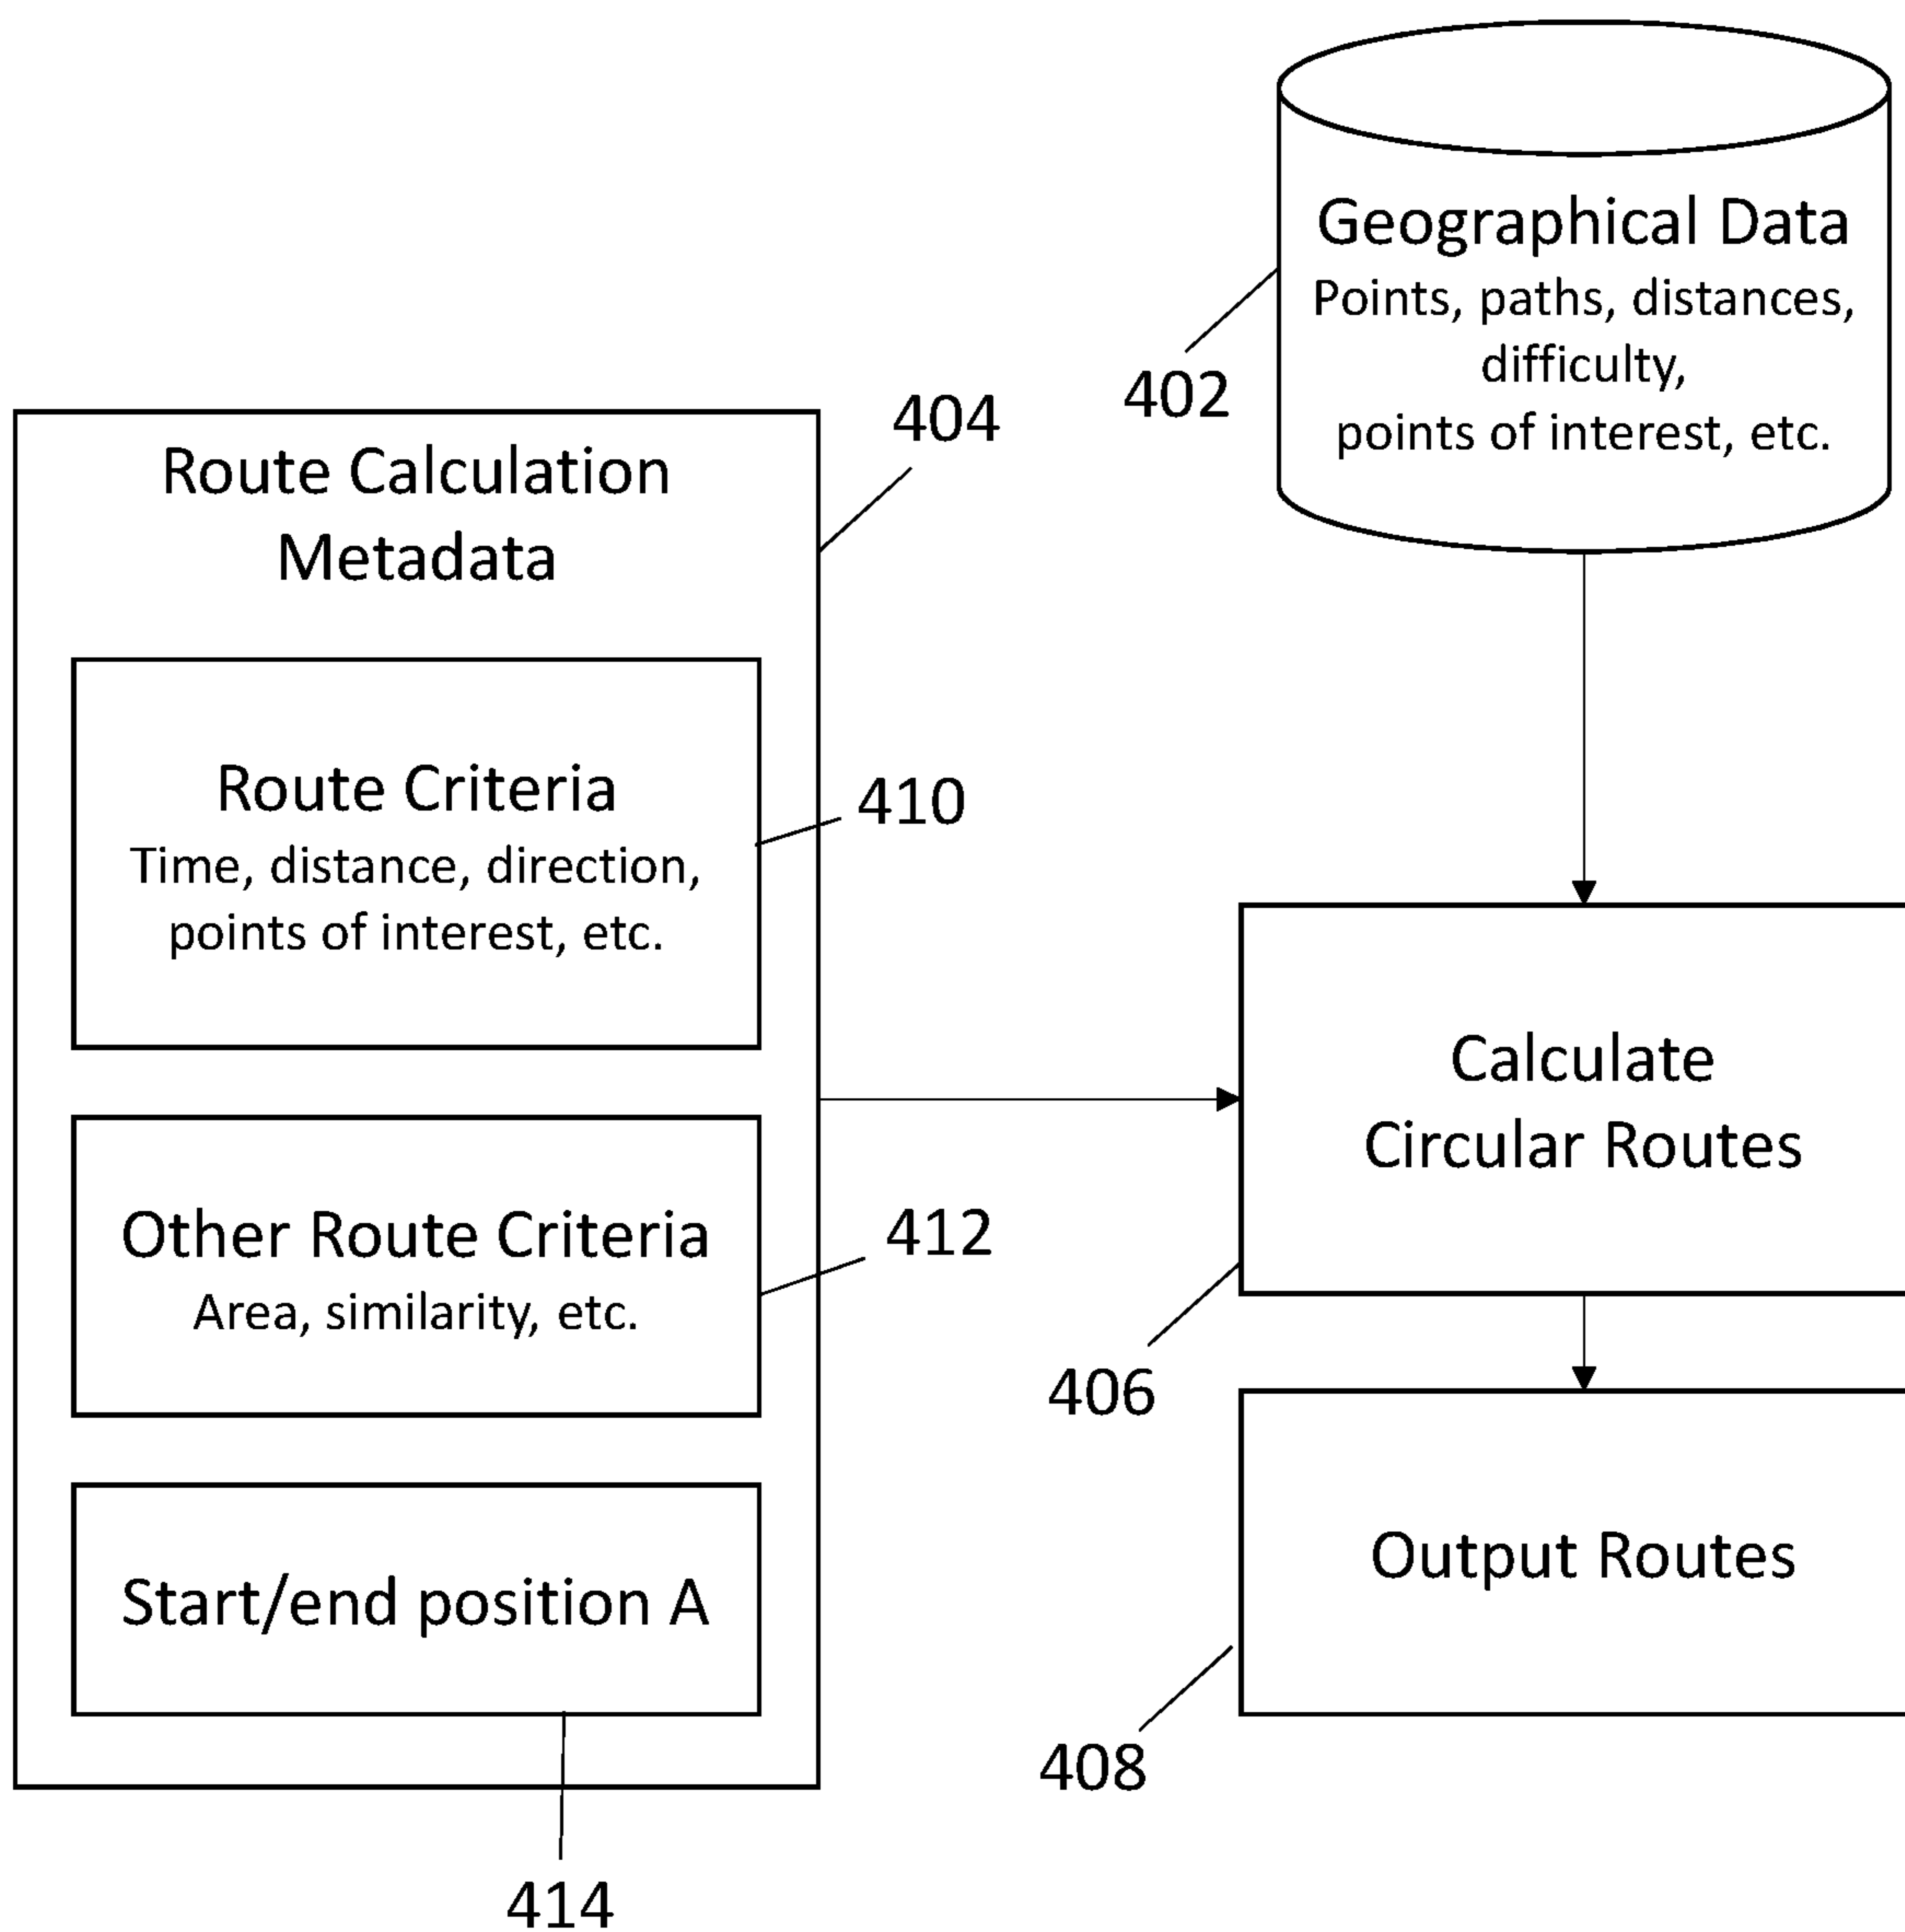 Geographical Data
Points, paths, distances,
difficulty,
points of interest, etc.
402
404
Route Calculation
Metadata
Route Criteria
Time, distance, direction,
points of interest, etc.
410
Other Route Criteria
Area, similarity, etc.
412
Start/end position A
414
Calculate
Circular Routes
406
Output Routes
408